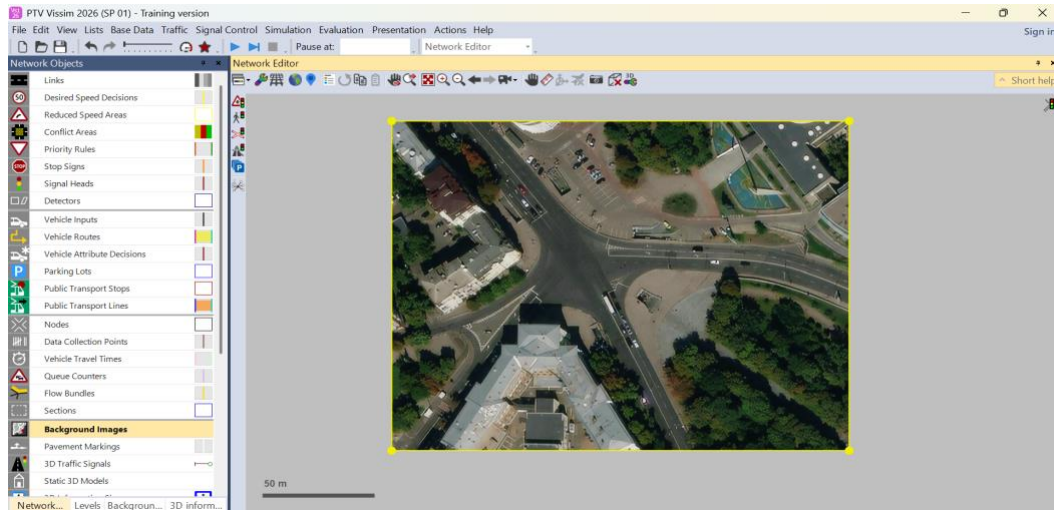 PTV Vissim 2026 (SP 01) - Training version
File Edit View Lists Base Data Traffic Signal Control Simulation Evaluation Presentation Actions Help
Sign in
Pause at:
Network Editor
Network Objects
Network Editor
Short help
Links
Desired Speed Decisions
Reduced Speed Areas
Conflict Areas
Priority Rules
Stop Signs
Signal Heads
Detectors
Vehicle Inputs
Vehicle Routes
Vehicle Attribute Decisions
Parking Lots
Public Transport Stops
Public Transport Lines
Nodes
Data Collection Points
Vehicle Travel Times
Queue Counters
Flow Bundles
Sections
Background Images
Pavement Markings
3D Traffic Signals
Static 3D Models
50 m
Network... Levels Backgroun... 3D inform...